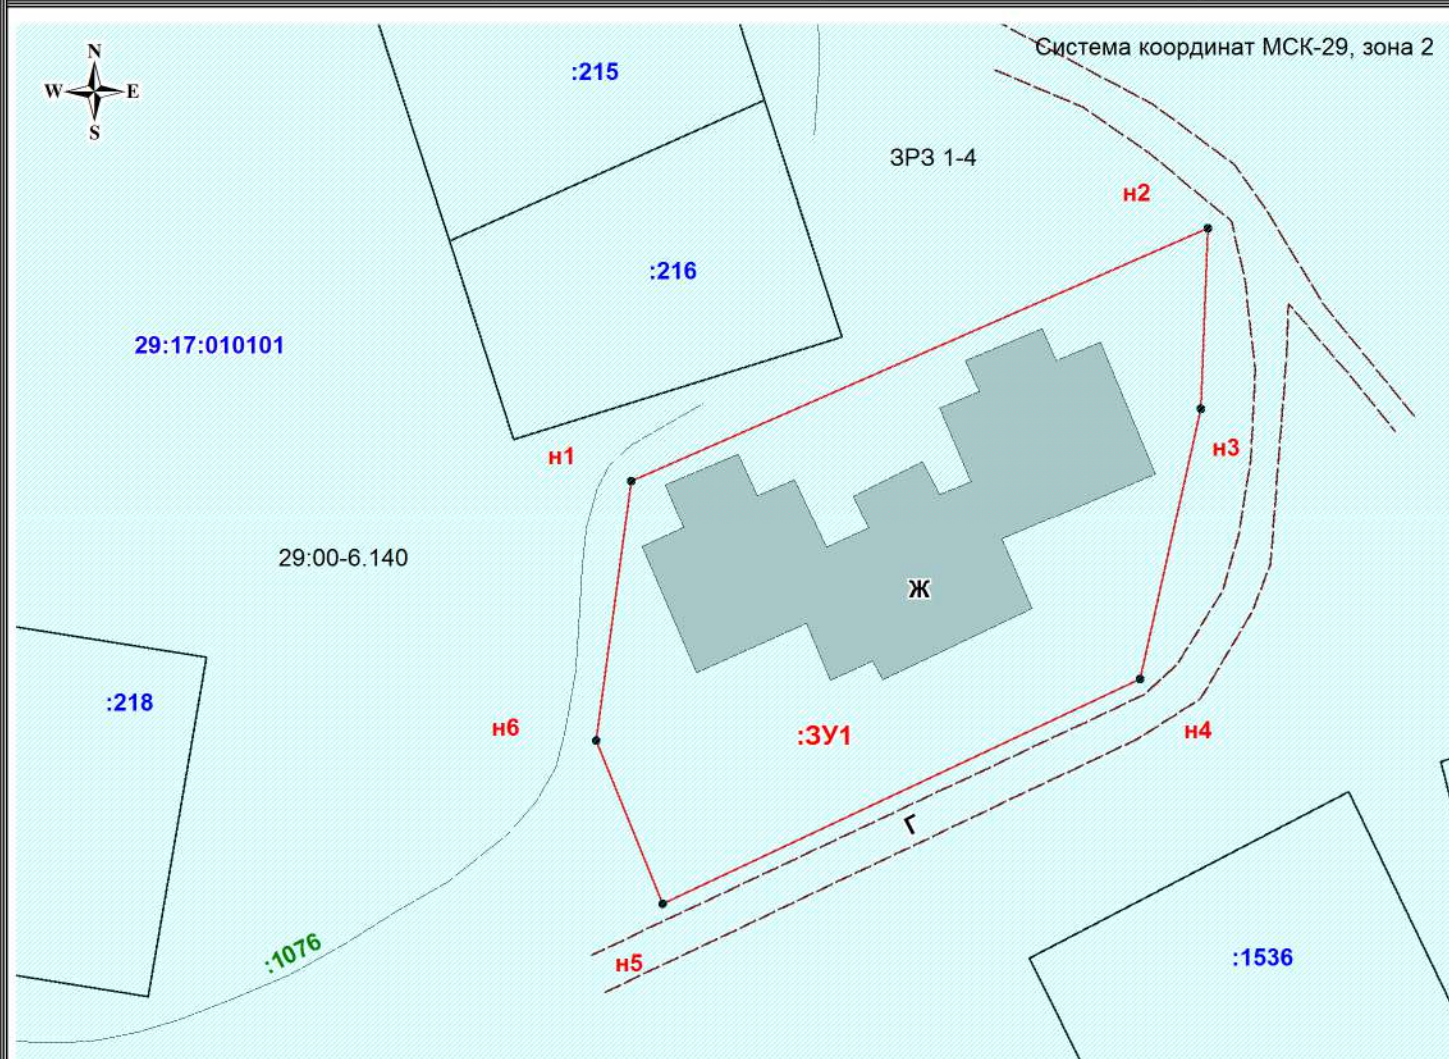 Система координат МСК-29, зона 2
N
W E
S
:215
ЗРЗ 1-4
н2
:216
29:17:010101
н1
н3
29:00-6.140
Ж
:218
н6
:ЗУ1
н4
Г
:1076
н5
:1536